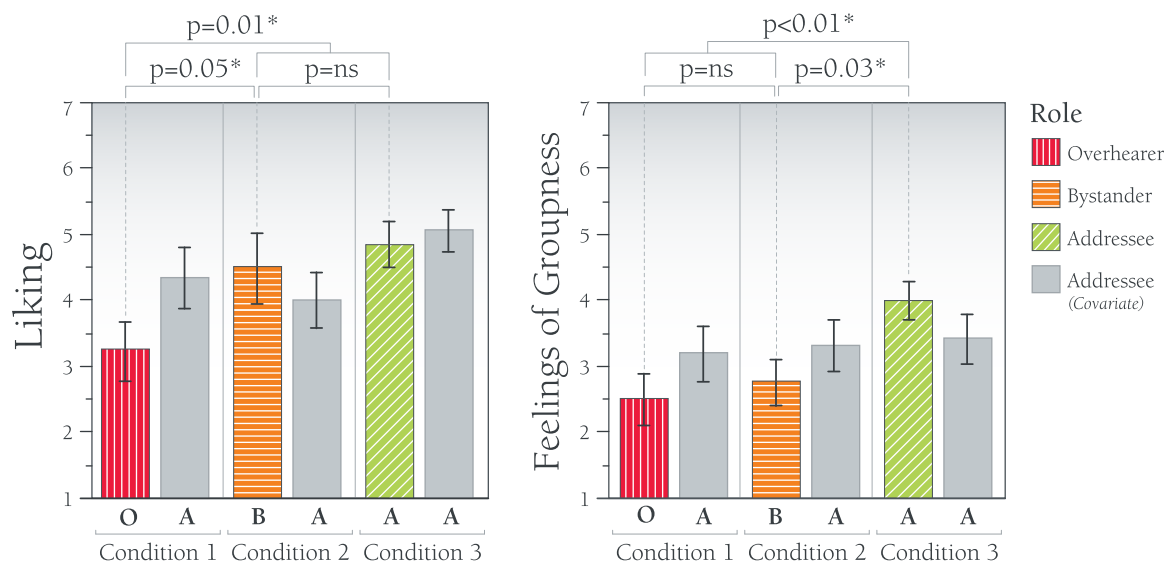 p=0.01*
p=0.05*
p=ns
Liking
7
6
5
4
3
2
1
O A B A A A
Condition 1 Condition 2 Condition 3
p<0.01*
p=ns
p=0.03*
Feelings of Groupness
7
6
5
4
3
2
1
O A B A A A
Condition 1 Condition 2 Condition 3
Role
Overhearer
Bystander
Addressee
Addressee
(Covariate)